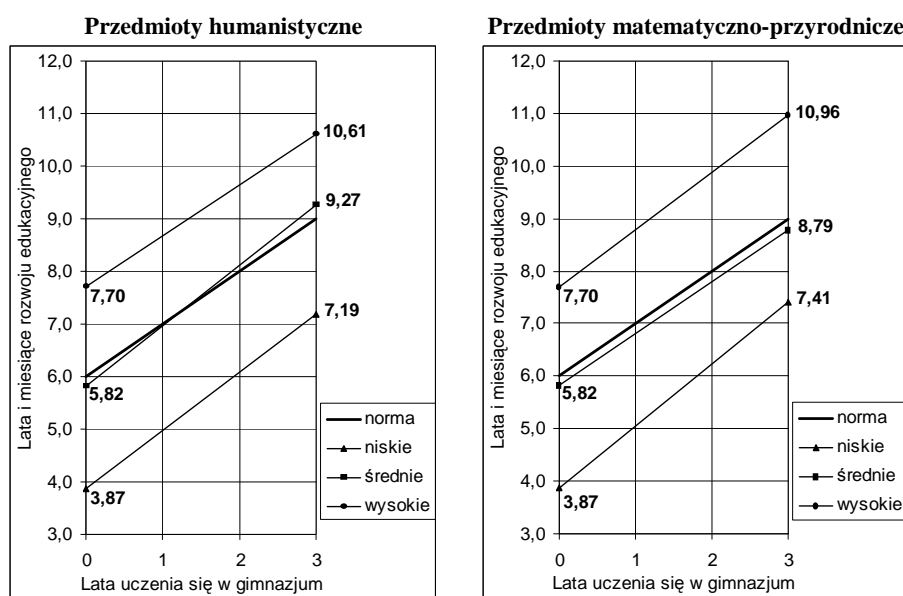 Przedmioty humanistyczne
12,0
11,0
10,0
9,0
8,0
7,0
6,0
5,0
4,0
3,0
Lata i miesiące rozwoju edukacyjnego
10,61
9,27
7,19
7,70
5,82
3,87
norma
niskie
średnie
wysokie
0 1 2 3
Lata uczenia się w gimnazjum
Przedmioty matematyczno-przyrodnicze
12,0
11,0
10,0
9,0
8,0
7,0
6,0
5,0
4,0
3,0
Lata i miesiące rozwoju edukacyjnego
10,96
8,79
7,41
7,70
5,82
3,87
norma
niskie
średnie
wysokie
0 1 2 3
Lata uczenia się w gimnazjum